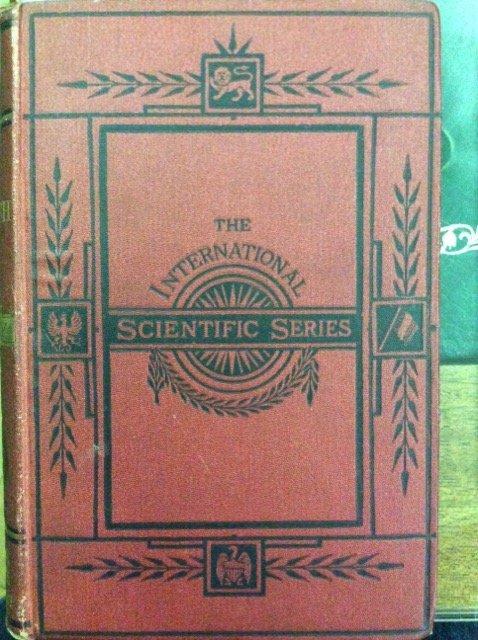 THE
INTERNATIONAL
SCIENTIFIC SERIES